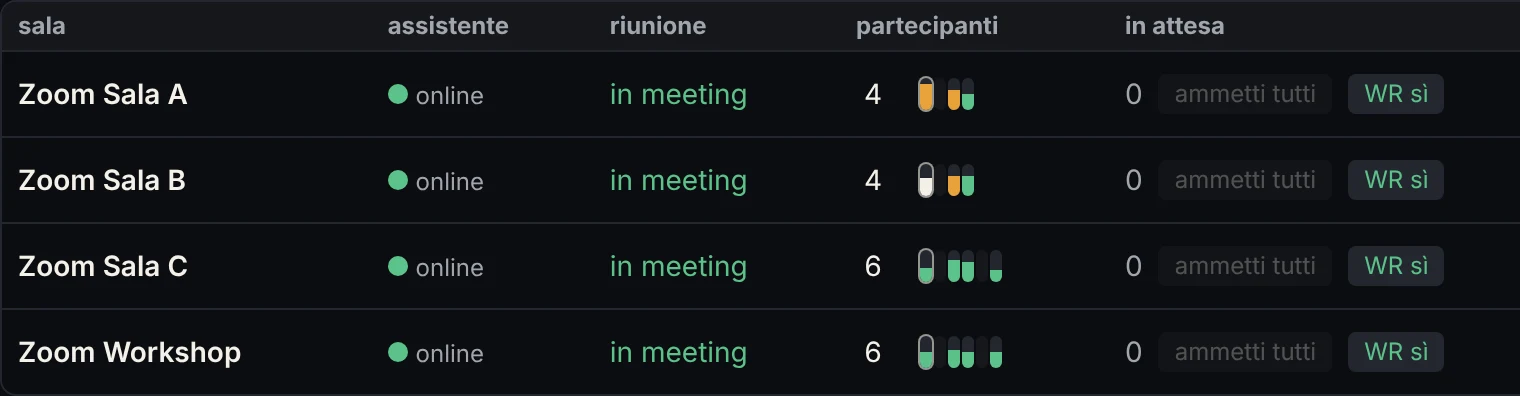 sala assistente riunione partecipanti in attesa
Zoom Sala A online in meeting 4 0 ammetti tutti WR sì
Zoom Sala B online in meeting 4 0 ammetti tutti WR sì
Zoom Sala C online in meeting 6 0 ammetti tutti WR sì
Zoom Workshop online in meeting 6 0 ammetti tutti WR sì